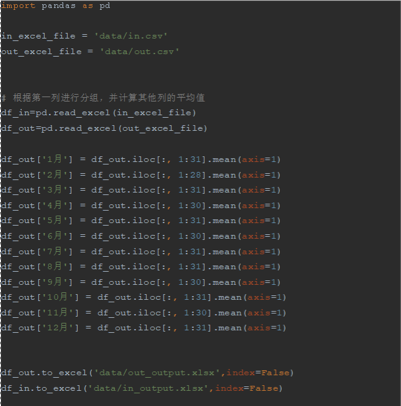 import pandas as pd
in_excel_file = 'data/in.csv'
out_excel_file = 'data/out.csv'
# 根据第一列进行分组，并计算其他列的平均值
df_in=pd.read_excel(in_excel_file)
df_out=pd.read_excel(out_excel_file)
df_out['1月'] = df_out.iloc[:, 1:31].mean(axis=1)
df_out['2月'] = df_out.iloc[:, 1:28].mean(axis=1)
df_out['3月'] = df_out.iloc[:, 1:31].mean(axis=1)
df_out['4月'] = df_out.iloc[:, 1:30].mean(axis=1)
df_out['5月'] = df_out.iloc[:, 1:31].mean(axis=1)
df_out['6月'] = df_out.iloc[:, 1:30].mean(axis=1)
df_out['7月'] = df_out.iloc[:, 1:31].mean(axis=1)
df_out['8月'] = df_out.iloc[:, 1:31].mean(axis=1)
df_out['9月'] = df_out.iloc[:, 1:30].mean(axis=1)
df_out['10月'] = df_out.iloc[:, 1:31].mean(axis=1)
df_out['11月'] = df_out.iloc[:, 1:30].mean(axis=1)
df_out['12月'] = df_out.iloc[:, 1:31].mean(axis=1)
df_out.to_excel('data/out_output.xlsx',index=False)
df_in.to_excel('data/in_output.xlsx',index=False)